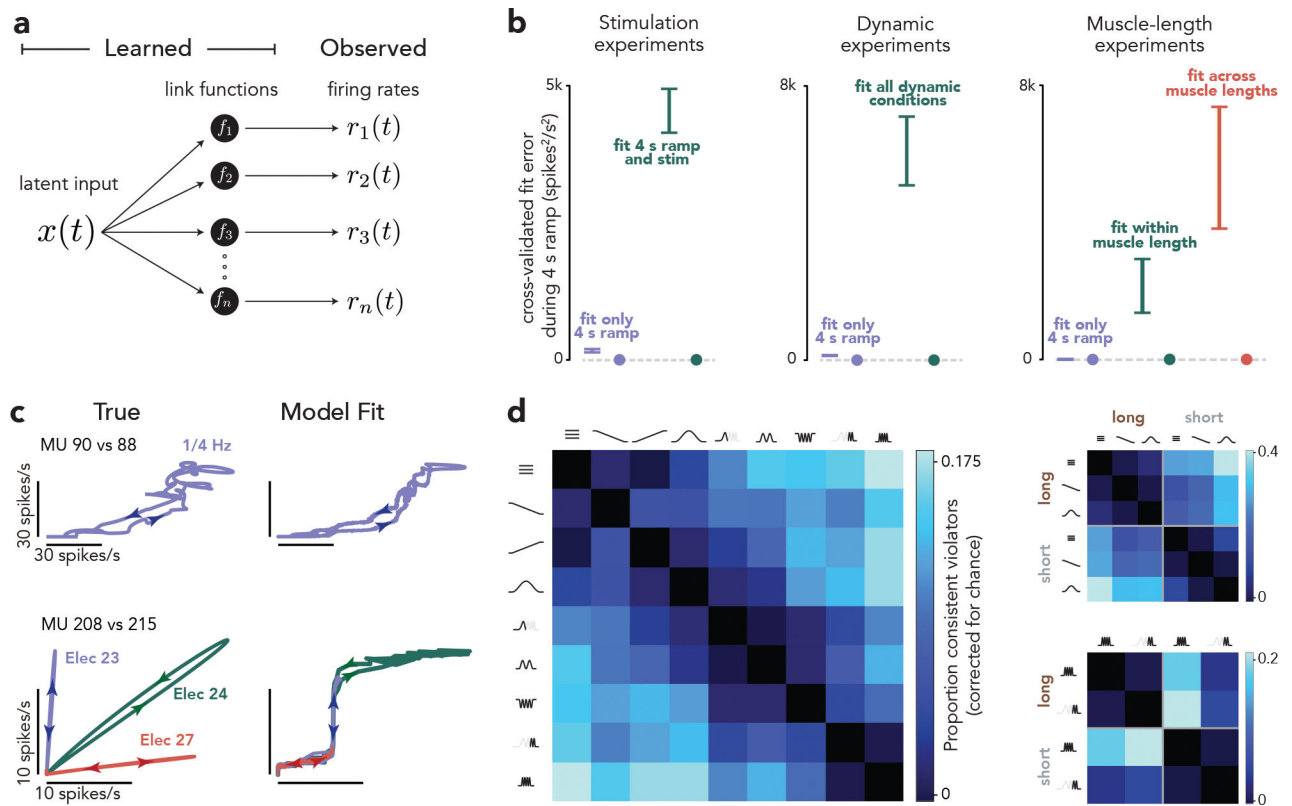 a
Learned
Observed
link functions
firing rates
latent input
x(t)
f1
f2
f3
fn
r1(t)
r2(t)
r3(t)
rn(t)
b
Stimulation
experiments
Dynamic
experiments
Muscle-length
experiments
cross-validated fit error
during 4 s ramp (spikes²/s²)
5k
0
fit 4 s ramp
and stim
fit only
4 s ramp
8k
0
fit all dynamic
conditions
fit only
4 s ramp
8k
0
fit across
muscle lengths
fit within
muscle length
fit only
4 s ramp
c
True
Model Fit
MU 90 vs 88
1/4 Hz
30 spikes/s
30 spikes/s
MU 208 vs 215
Elec 23
Elec 24
Elec 27
10 spikes/s
10 spikes/s
d
0.175
0
Proportion consistent violators
(corrected for chance)
long
short
long
short
0.4
0
long
short
0.2
0